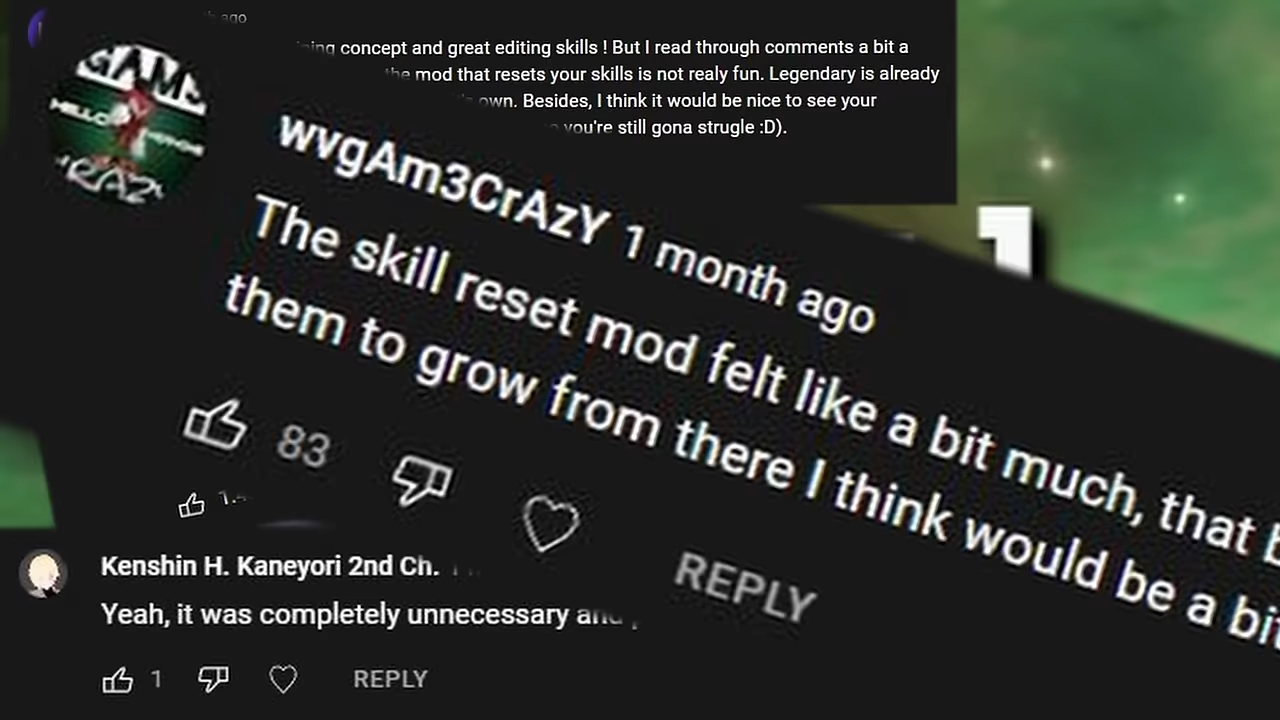 ago
concept and great editing skills ! But I read through comments a bit a
the mod that resets your skills is not realy fun. Legendary is already
own. Besides, I think it would be nice to see your
you're still gona strugle :D).
GAME
wvgAm3CrAzY 1 month ago
The skill reset mod felt like a bit much, that
them to grow from there I think would be a bit
83
REPLY
1
Kenshin H. Kaneyori 2nd Ch.
Yeah, it was completely unnecessary and
1
REPLY